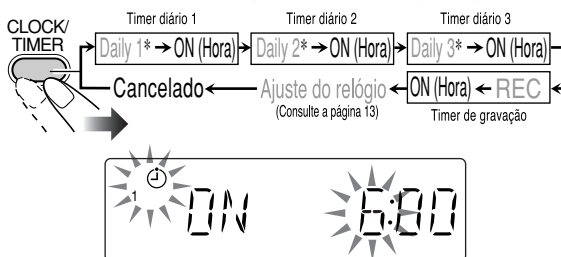 Timer diário 1 Timer diário 2 Timer diário 3
CLOCK/
TIMER
Daily 1* → ON (Hora) → Daily 2* → ON (Hora) → Daily 3* → ON (Hora)
Cancelado ← Ajuste do relógio ← ON (Hora) ← REC
(Consulte a página 13) Timer de gravação
1 ON 6:00